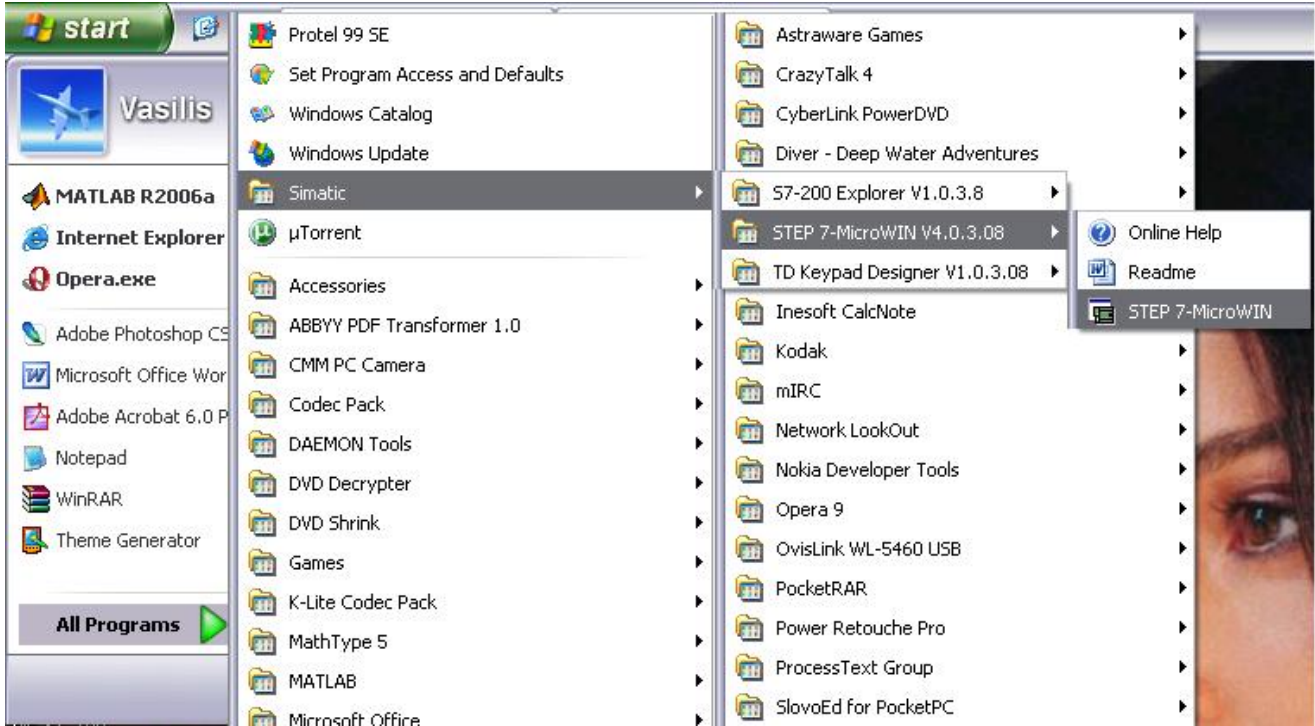 start
Vasilis
MATLAB R2006a
Internet Explorer
Opera.exe
Adobe Photoshop CS
Microsoft Office Wor
Adobe Acrobat 6.0 P
Notepad
WinRAR
Theme Generator
All Programs
Protel 99 SE
Set Program Access and Defaults
Windows Catalog
Windows Update
Simatic
µTorrent
Accessories
ABBYY PDF Transformer 1.0
CMM PC Camera
Codec Pack
DAEMON Tools
DVD Decrypter
DVD Shrink
Games
K-Lite Codec Pack
MathType 5
MATLAB
Microsoft Office
Astraware Games
CrazyTalk 4
CyberLink PowerDVD
Diver - Deep Water Adventures
S7-200 Explorer V1.0.3.8
STEP 7-MicroWIN V4.0.3.08
TD Keypad Designer V1.0.3.08
Inesoft CalcNote
Kodak
mIRC
Network LookOut
Nokia Developer Tools
Opera 9
OvisLink WL-5460 USB
PocketRAR
Power Retouche Pro
ProcessText Group
SlovoEd for PocketPC
Online Help
Readme
STEP 7-MicroWIN